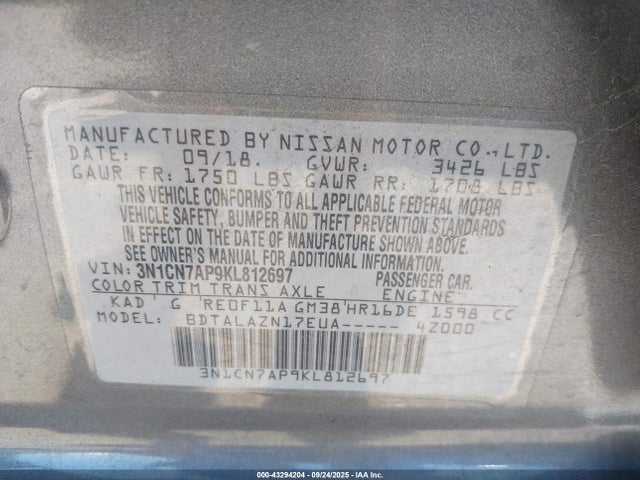 MANUFACTURED BY NISSAN MOTOR CO., LTD.
DATE: 09/18. GVWR: 3426 LBS
GAWR FR: 1750 LBS GAWR RR: 1708 LBS
THIS VEHICLE CONFORMS TO ALL APPLICABLE FEDERAL MOTOR
VEHICLE SAFETY, BUMPER AND THEFT PREVENTION STANDARDS
IN EFFECT ON THE DATE OF MANUFACTURE SHOWN ABOVE.
SEE OWNER'S MANUAL FOR ADDITIONAL INFORMATION.
VIN: 3N1CN7AP9KL812697 PASSENGER CAR.
COLOR TRIM TRANS AXLE ENGINE
KAD ' G 'RE0F11A GM38'HR16DE 1598 CC
MODEL: BDTALAZN17EUA----- 4Z000
3N1CN7AP9KL812697
000-43294204 - 09/24/2025 - IAA Inc.